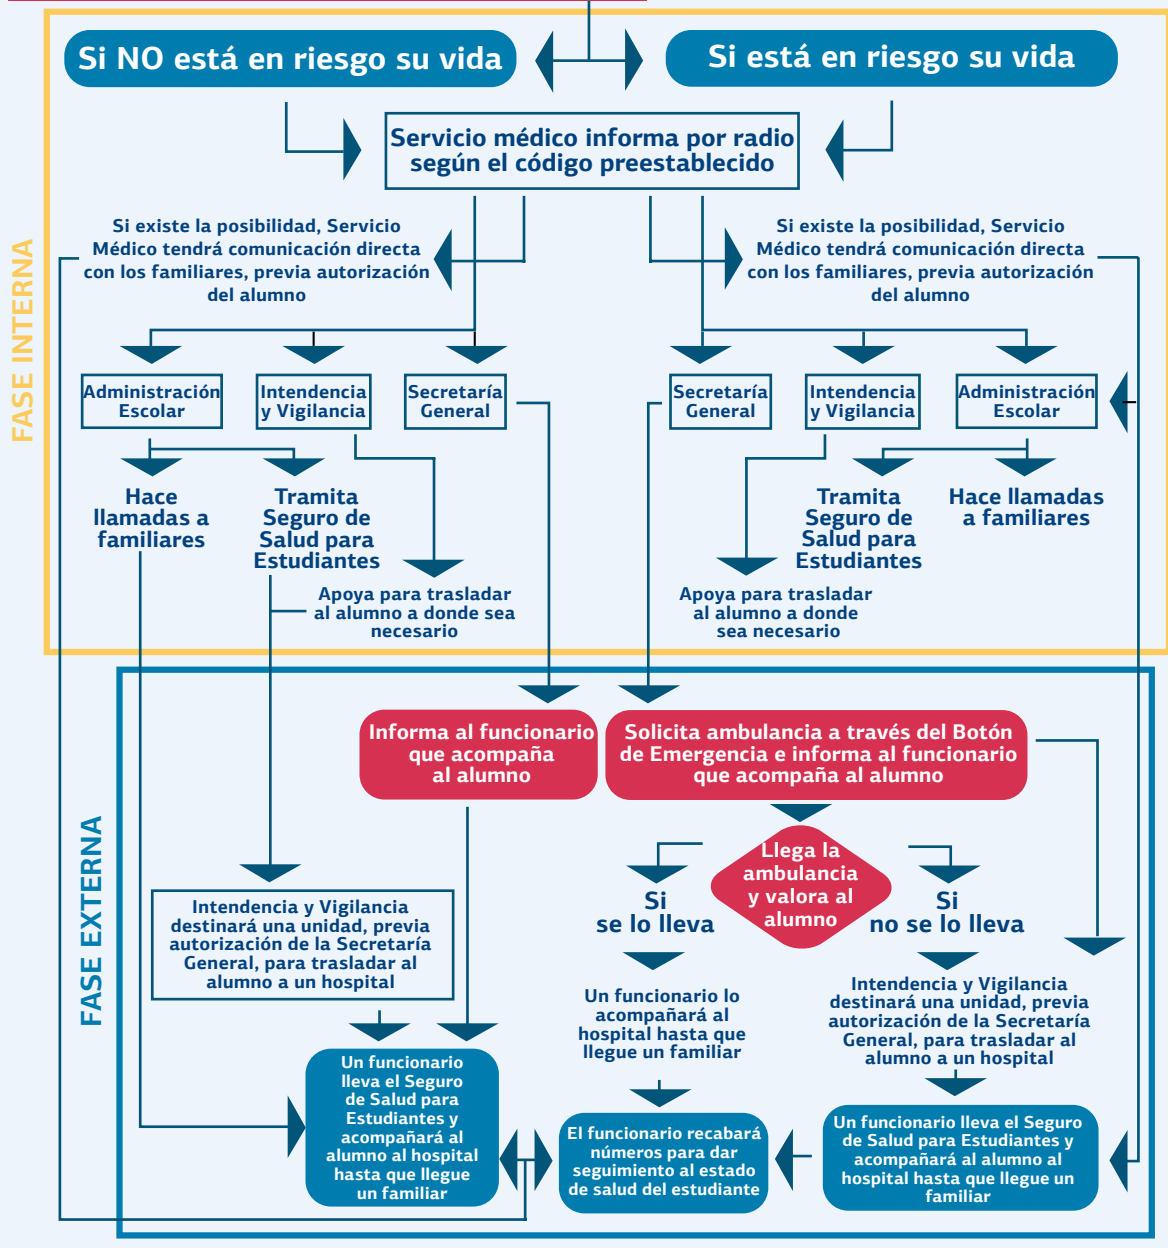 Si NO está en riesgo su vida
Si está en riesgo su vida
Servicio médico informa por radio
según el código preestablecido
FASE INTERNA
Si existe la posibilidad, Servicio
Médico tendrá comunicación directa
con los familiares, previa autorización
del alumno
Si existe la posibilidad, Servicio
Médico tendrá comunicación directa
con los familiares, previa autorización
del alumno
Administración
Escolar
Intendencia
y Vigilancia
Secretaría
General
Secretaría
General
Intendencia
y Vigilancia
Administración
Escolar
Hace
llamadas a
familiares
Tramita
Seguro de
Salud para
Estudiantes
Apoya para trasladar
al alumno a donde sea
necesario
Tramita
Seguro de
Salud para
Estudiantes
Hace llamadas
a familiares
Apoya para trasladar
al alumno a donde
sea necesario
FASE EXTERNA
Informa al funcionario
que acompaña
al alumno
Solicita ambulancia a través del Botón
de Emergencia e informa al funcionario
que acompaña al alumno
Llega la
ambulancia
y valora al
alumno
Si
se lo lleva
Si
no se lo lleva
Intendencia y Vigilancia
destinará una unidad, previa
autorización de la Secretaría
General, para trasladar al
alumno a un hospital
Un funcionario lo
acompañará al
hospital hasta que
llegue un familiar
Intendencia y Vigilancia
destinará una unidad, previa
autorización de la Secretaría
General, para trasladar al
alumno a un hospital
Un funcionario
lleva el Seguro
de Salud para
Estudiantes y
acompañará al
alumno al hospital
hasta que llegue
un familiar
El funcionario recabará
números para dar
seguimiento al estado
de salud del estudiante
Un funcionario lleva el Seguro
de Salud para Estudiantes y
acompañará al alumno al
hospital hasta que llegue un
familiar